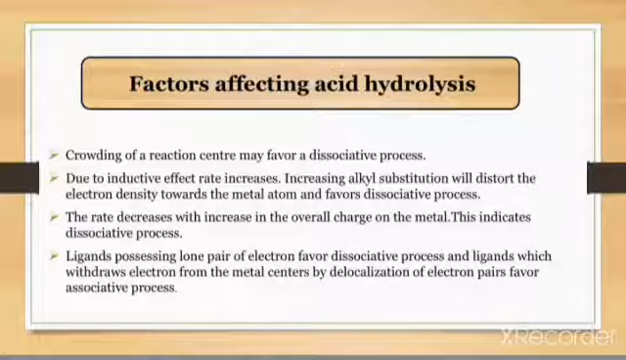 Factors affecting acid hydrolysis
Crowding of a reaction centre may favor a dissociative process.
Due to inductive effect rate increases. Increasing alkyl substitution will distort the
electron density towards the metal atom and favors dissociative process.
The rate decreases with increase in the overall charge on the metal.This indicates
dissociative process.
Ligands possessing lone pair of electron favor dissociative process and ligands which
withdraws electron from the metal centers by delocalization of electron pairs favor
associative process.
XRecorder